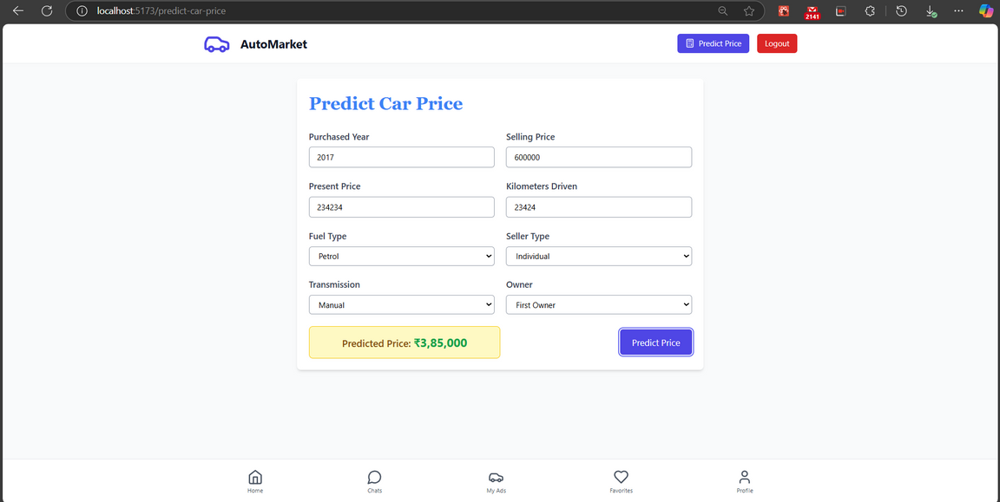 localhost:5173/predict-car-price
2141
AutoMarket
Predict Price
Logout
Predict Car Price
Purchased Year
Selling Price
2017
600000
Present Price
Kilometers Driven
234234
23424
Fuel Type
Seller Type
Petrol
Individual
Transmission
Owner
Manual
First Owner
Predicted Price: ₹3,85,000
Predict Price
Home
Chats
My Ads
Favorites
Profile